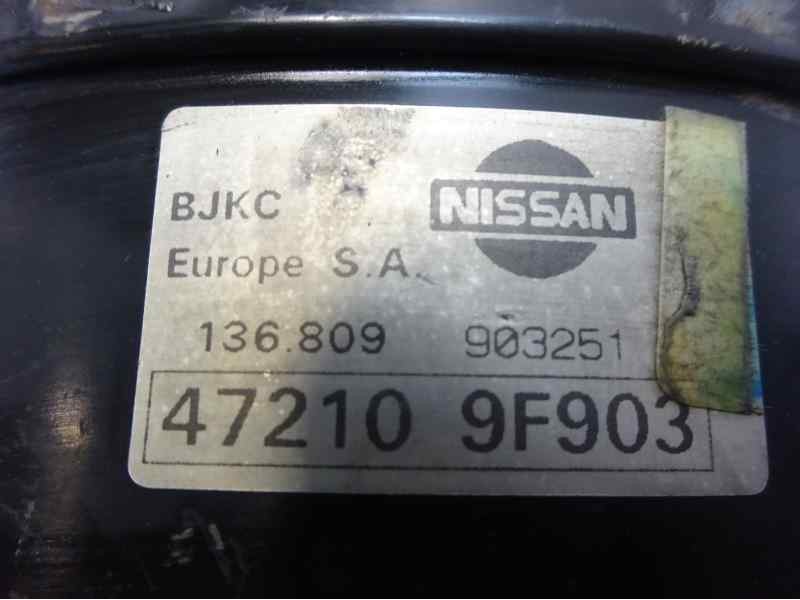 BJKC
NISSAN
Europe S.A.
136.809 903251
47210 9F903